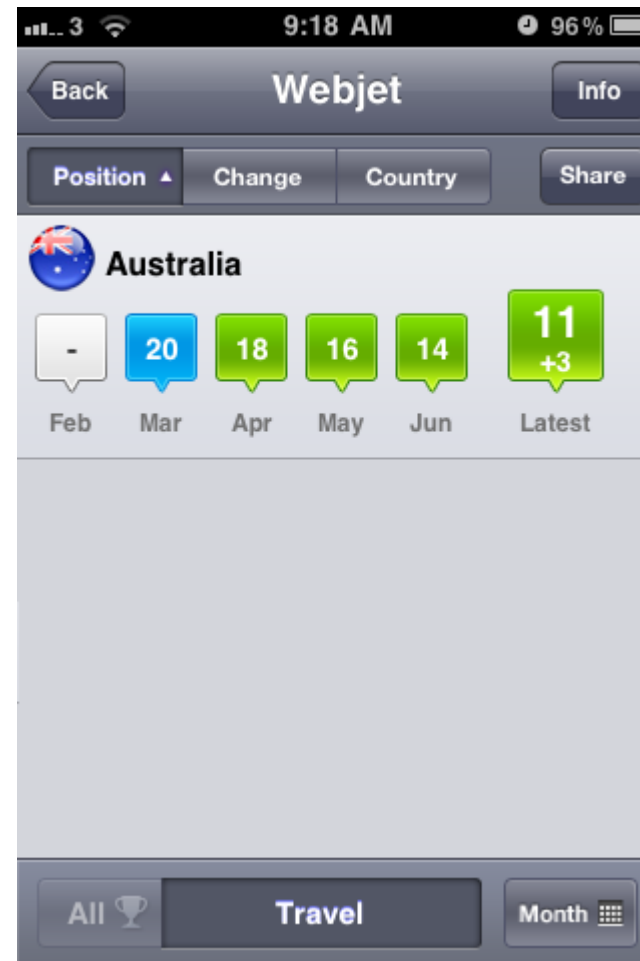 3 9:18 AM 96%
Back Webjet Info
Position Change Country Share
Australia
- 20 18 16 14 11
+3
Feb Mar Apr May Jun Latest
All Travel Month